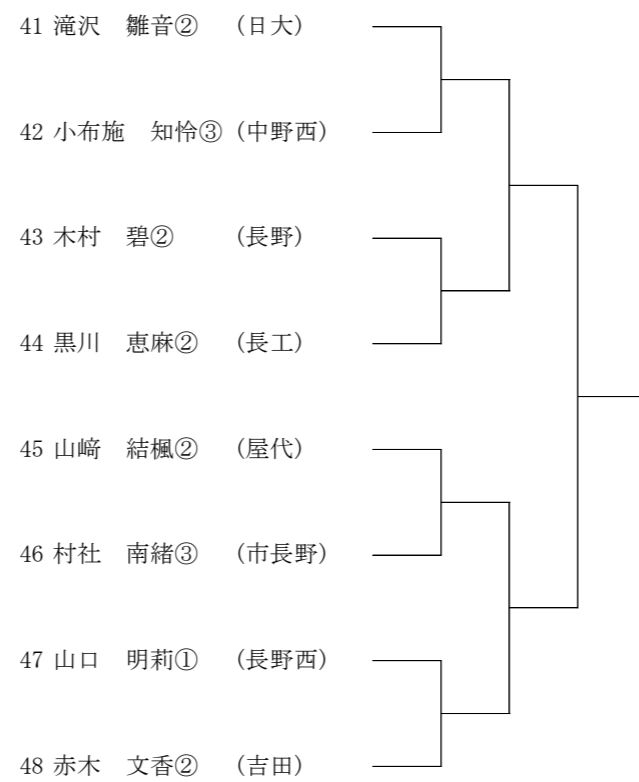 41 滝沢　雛音② (日大)
42 小布施　知怜③ (中野西)
43 木村　碧② (長野)
44 黒川　恵麻② (長工)
45 山﨑　結楓② (屋代)
46 村社　南緒③ (市長野)
47 山口　明莉① (長野西)
48 赤木　文香② (吉田)